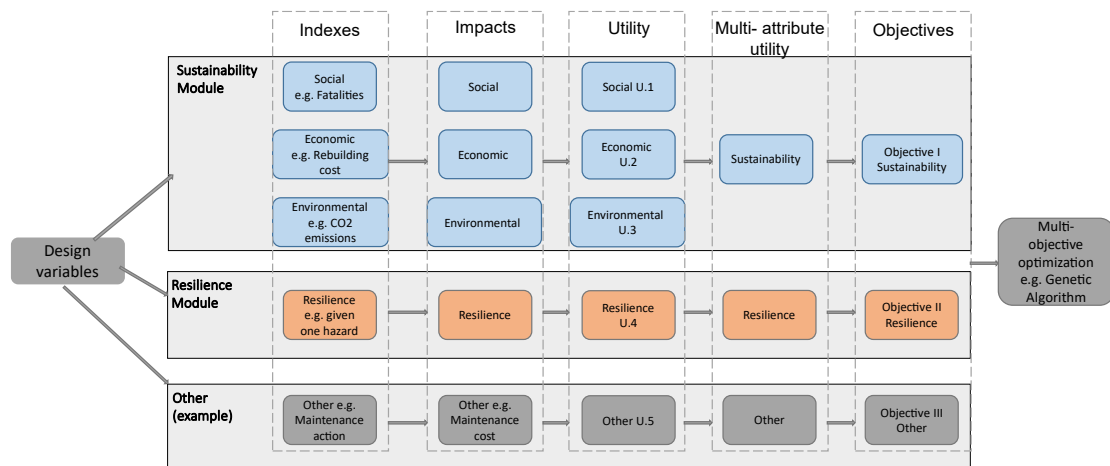 Indexes
Impacts
Utility
Multi- attribute
utility
Objectives
Sustainability
Module
Social
e.g. Fatalities
Social
Social U.1
Economic
e.g. Rebuilding
cost
Economic
Economic
U.2
Sustainability
Objective I
Sustainability
Environmental
e.g. CO2
emissions
Environmental
Environmental
U.3
Design
variables
Multi-
objective
optimization
e.g. Genetic
Algorithm
Resilience
Module
Resilience
e.g. given
one hazard
Resilience
Resilience
U.4
Resilience
Objective II
Resilience
Other
(example)
Other e.g.
Maintenance
action
Other e.g.
Maintenance
cost
Other U.5
Other
Objective III
Other